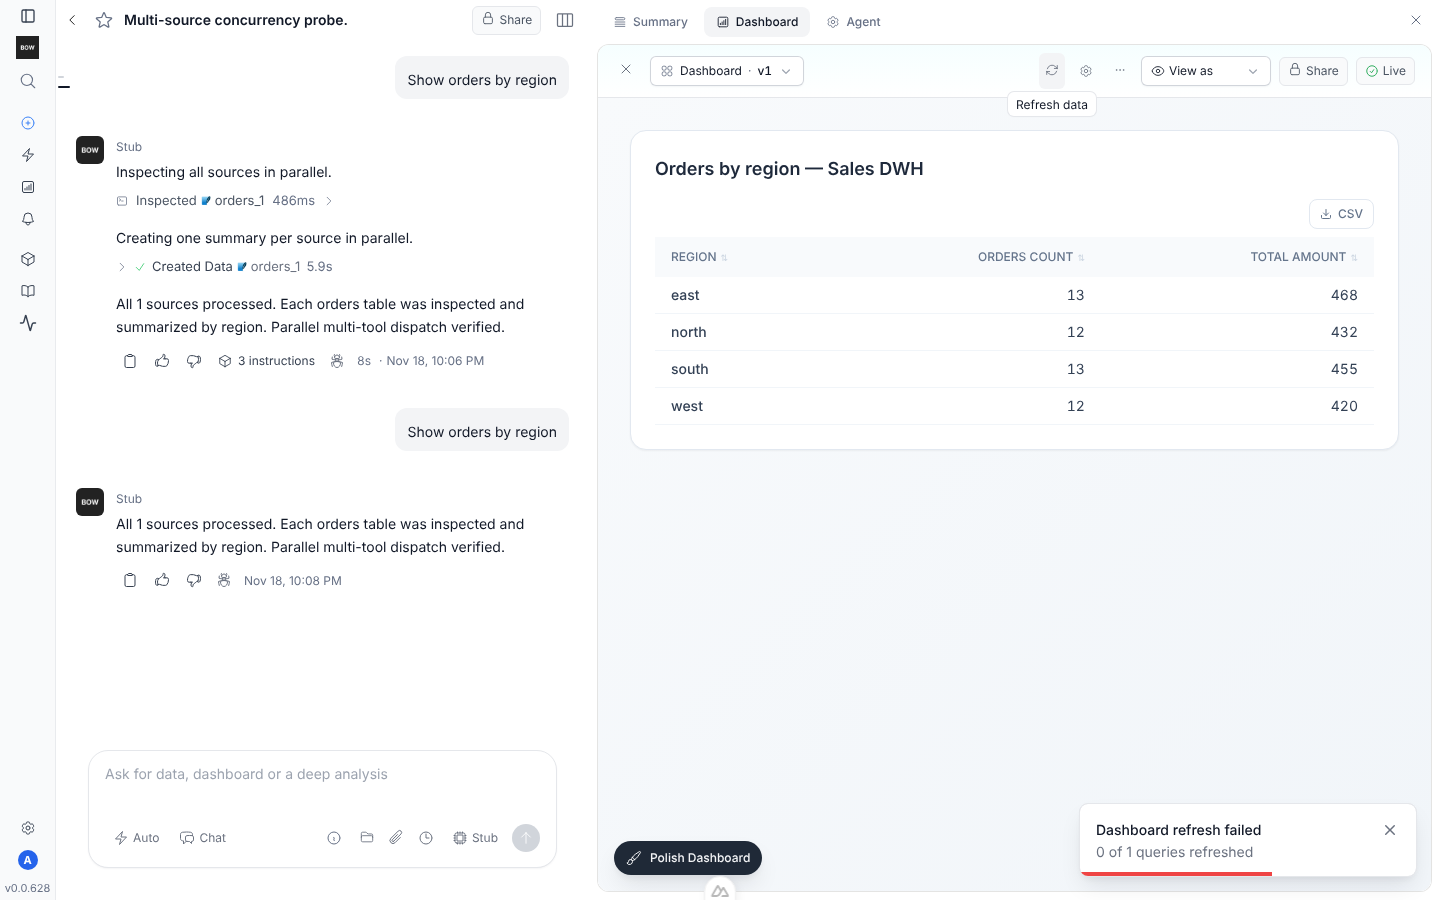 BOW
v0.0.628
A
Multi-source concurrency probe.
Share
Show orders by region
BOW
Stub
Inspecting all sources in parallel.
Inspected orders_1 486ms
Creating one summary per source in parallel.
Created Data orders_1 5.9s
All 1 sources processed. Each orders table was inspected and
summarized by region. Parallel multi-tool dispatch verified.
3 instructions 8s · Nov 18, 10:06 PM
Show orders by region
BOW
Stub
All 1 sources processed. Each orders table was inspected and
summarized by region. Parallel multi-tool dispatch verified.
Nov 18, 10:08 PM
Ask for data, dashboard or a deep analysis
Auto Chat Stub
Summary Dashboard Agent
Dashboard · v1 View as Share Live
Refresh data
Orders by region — Sales DWH
CSV
REGION ORDERS COUNT TOTAL AMOUNT
east 13 468
north 12 432
south 13 455
west 12 420
Polish Dashboard
Dashboard refresh failed
0 of 1 queries refreshed